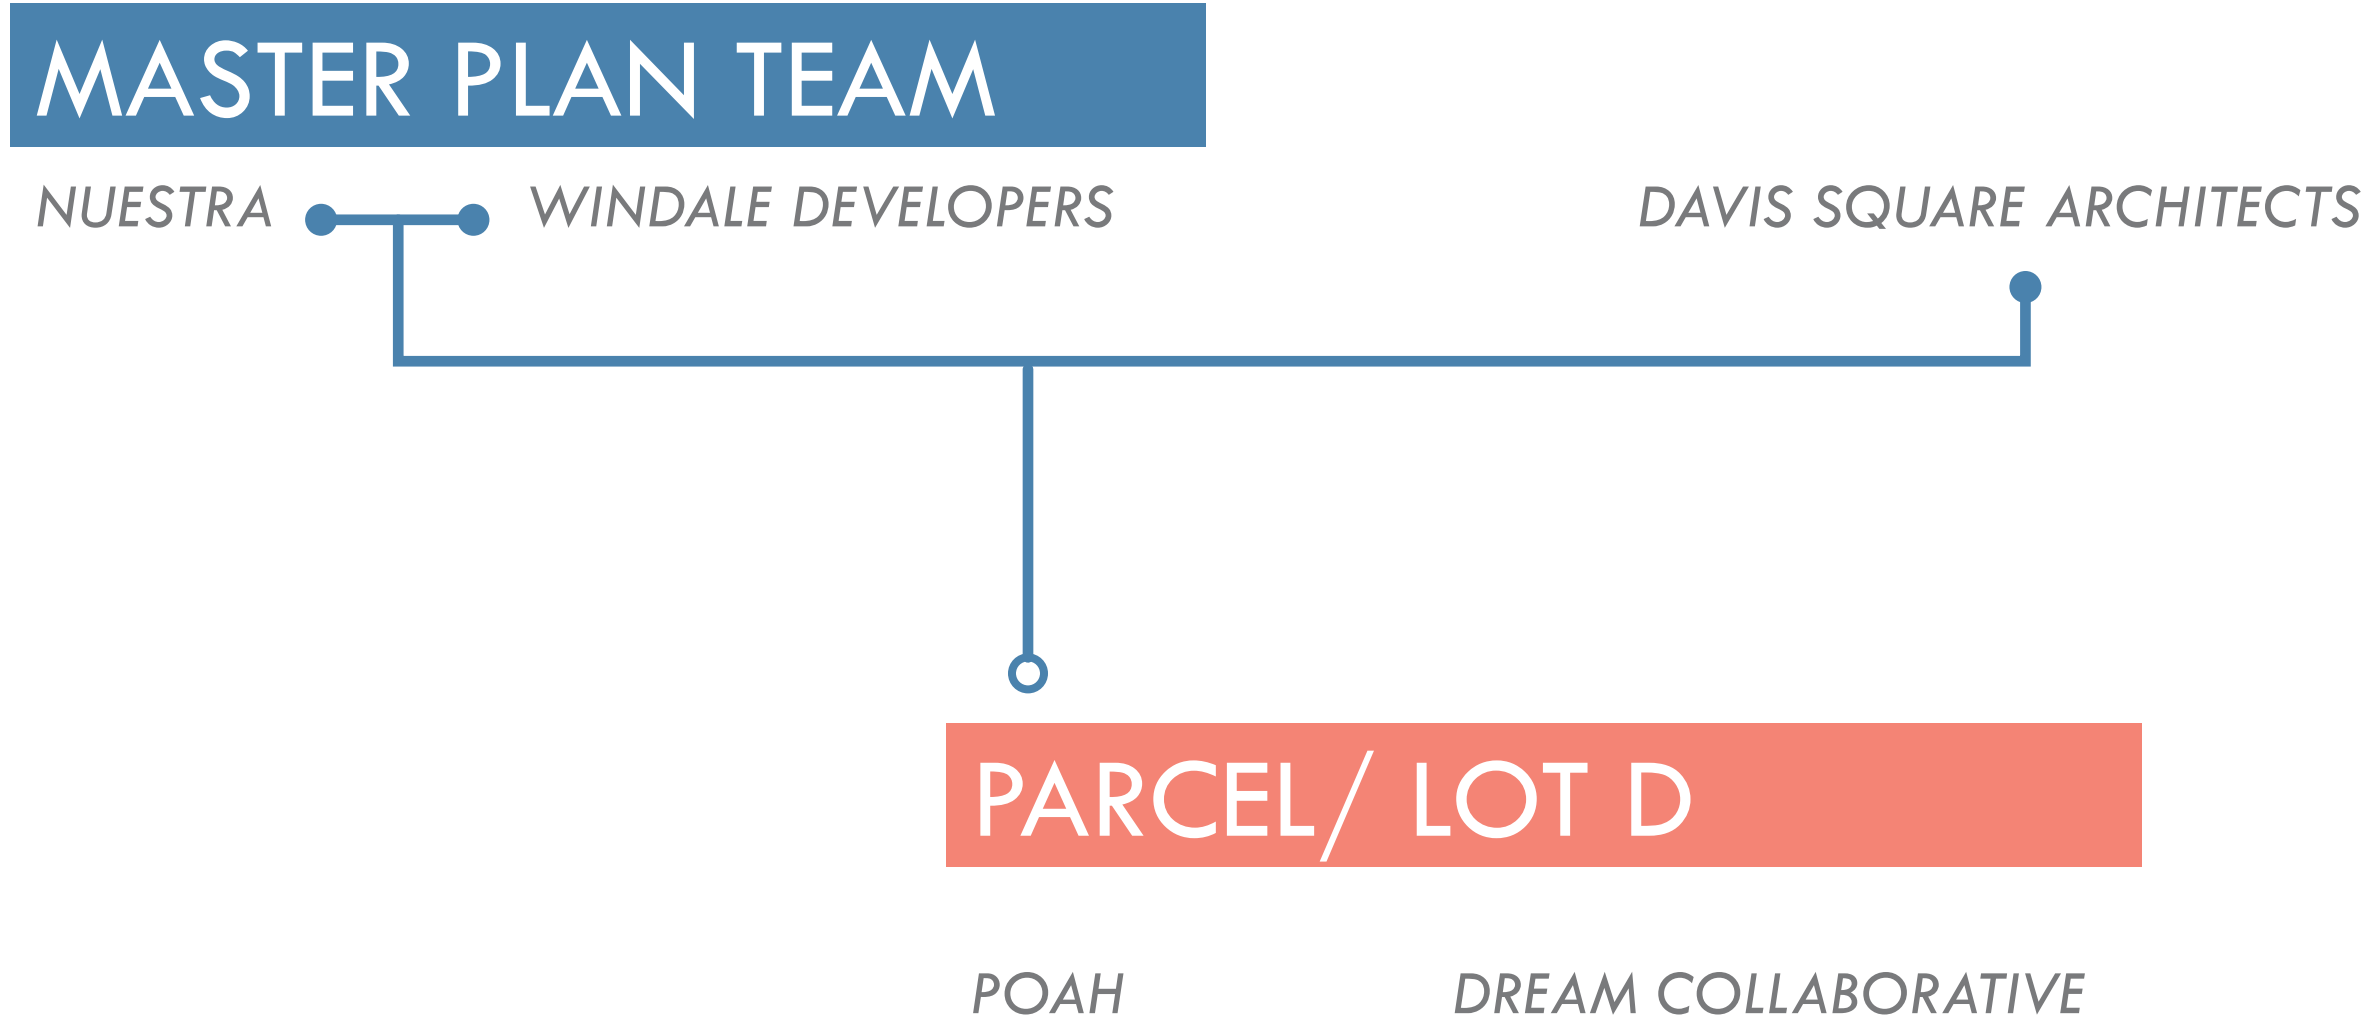 MASTER PLAN TEAM
NUESTRA WINDALE DEVELOPERS DAVIS SQUARE ARCHITECTS
PARCEL/ LOT D
POAH DREAM COLLABORATIVE